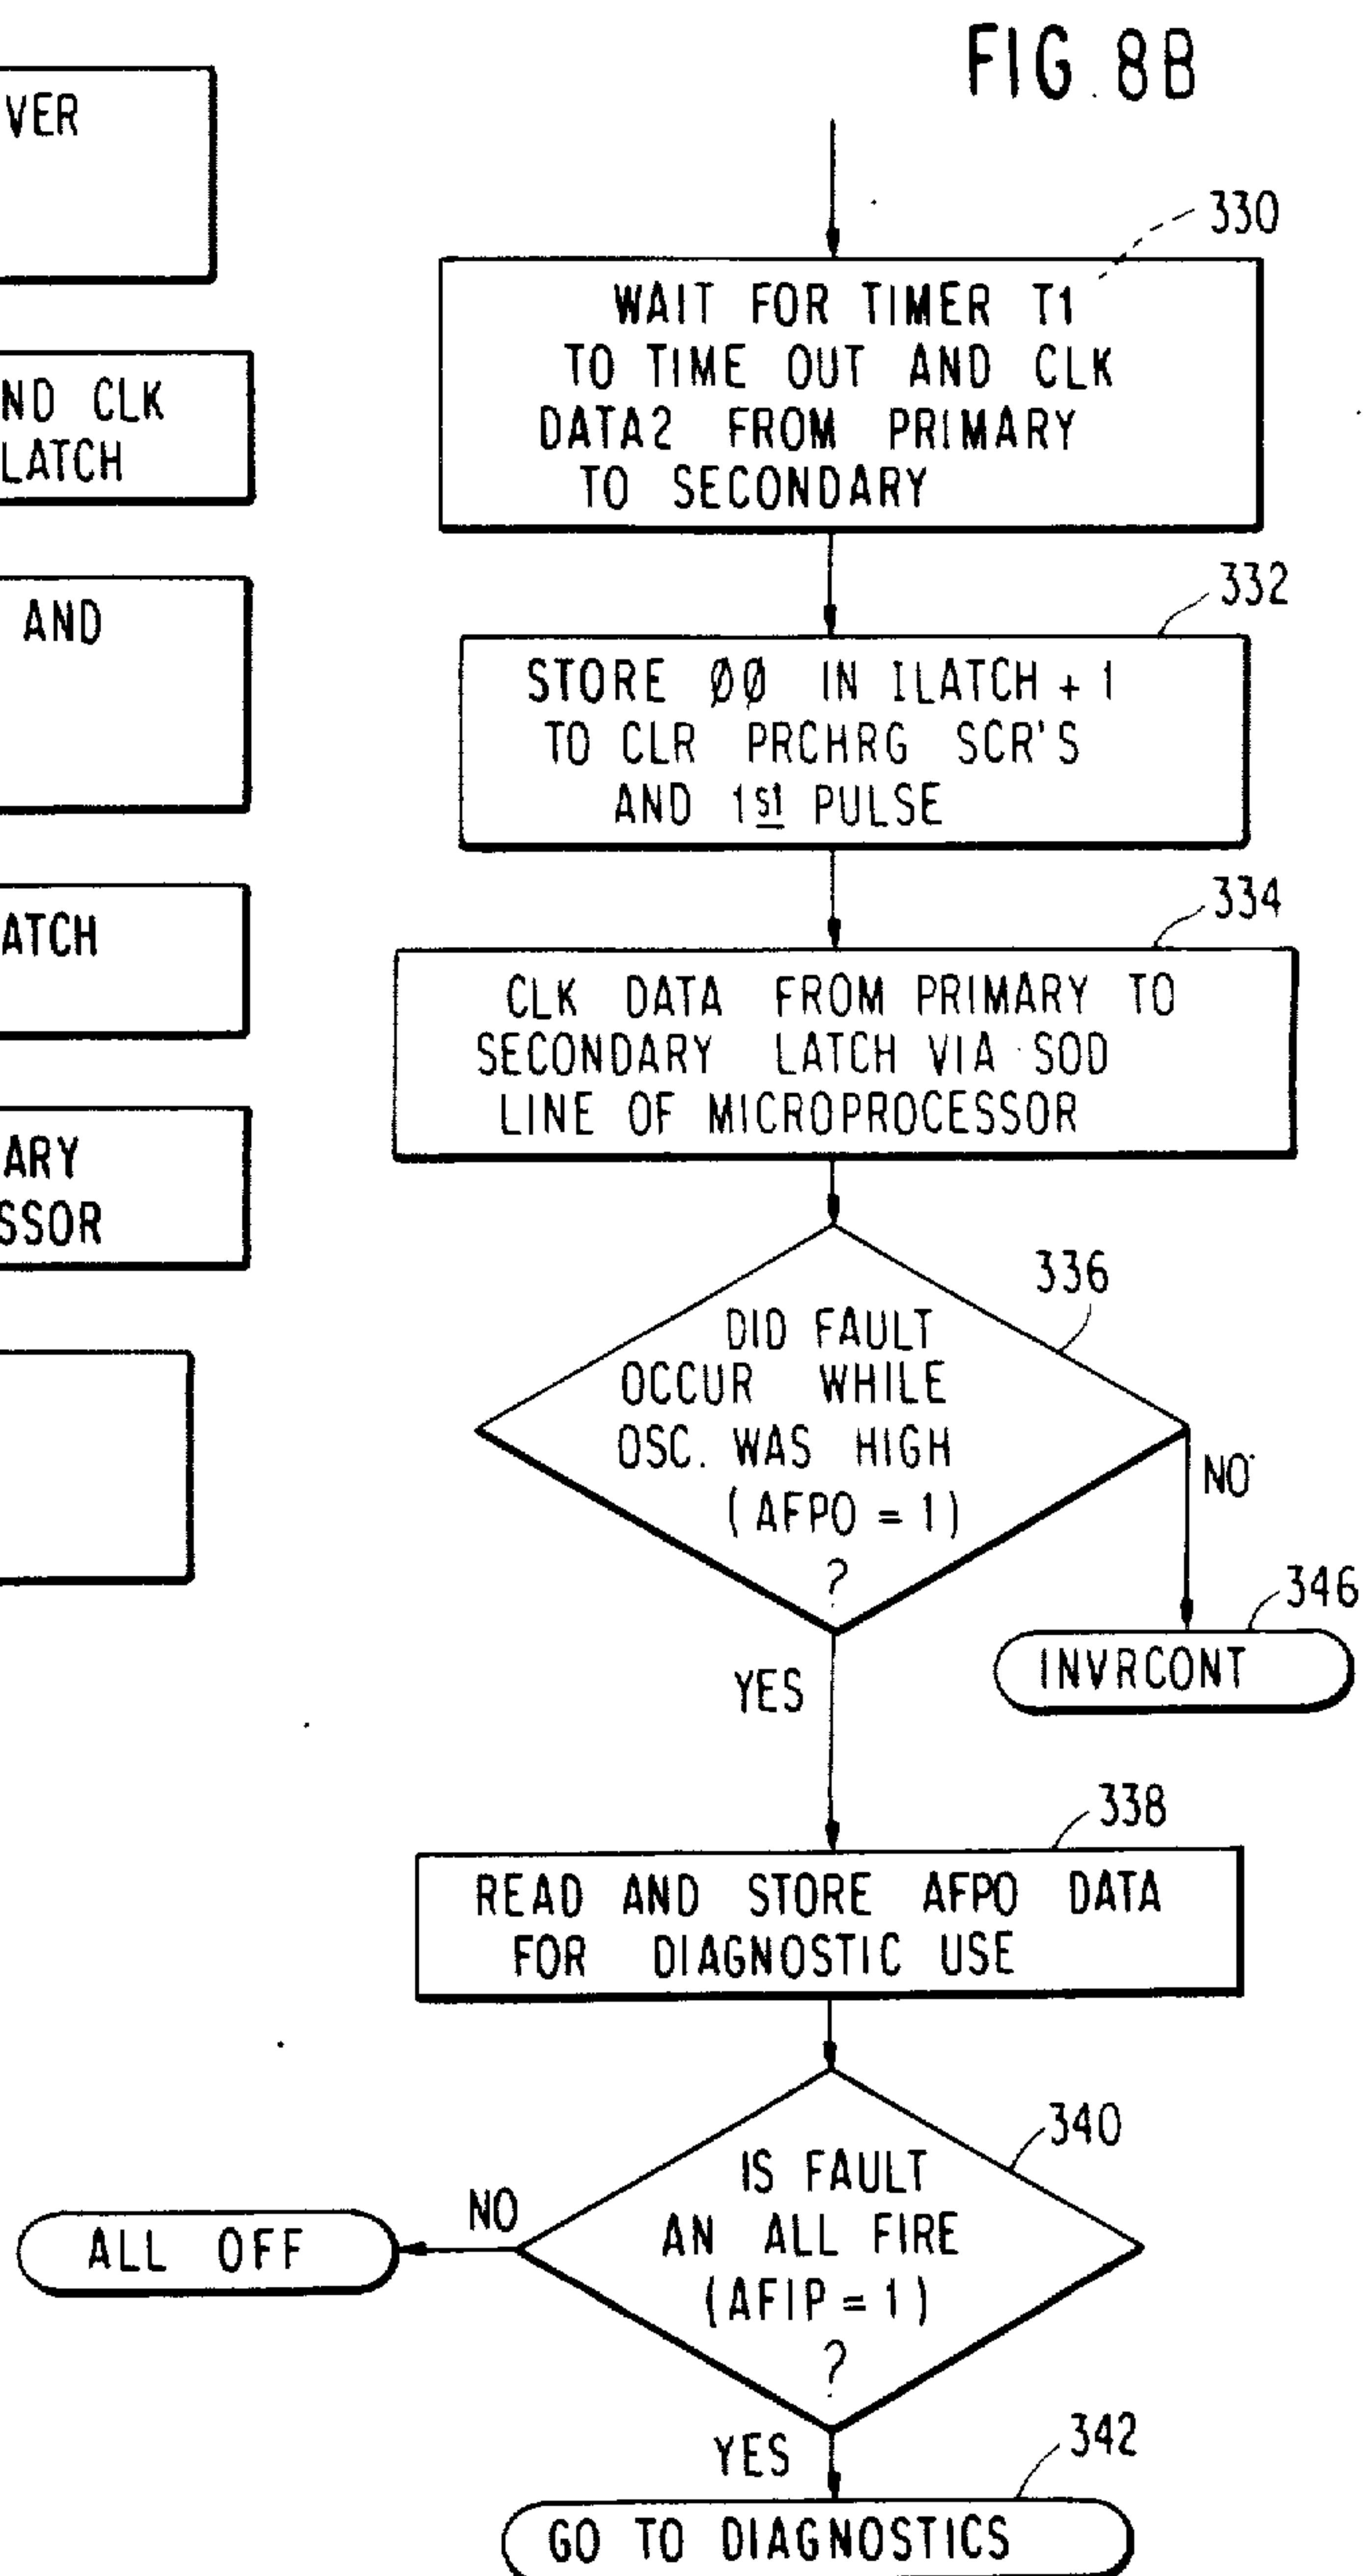 FIG. 8B
VER
ND CLK
LATCH
AND
ATCH
ARY
SSOR
330
WAIT FOR TIMER T1
TO TIME OUT AND CLK
DATA2 FROM PRIMARY
TO SECONDARY
332
STORE ØØ IN ILATCH + 1
TO CLR PRCHRG SCR'S
AND 1st PULSE
334
CLK DATA FROM PRIMARY TO
SECONDARY LATCH VIA SOD
LINE OF MICROPROCESSOR
336
DID FAULT
OCCUR WHILE
OSC. WAS HIGH
(AFPO = 1)
?
NO
346
INVRCONT
YES
338
READ AND STORE AFPO DATA
FOR DIAGNOSTIC USE
340
IS FAULT
AN ALL FIRE
(AFIP = 1)
?
NO
ALL OFF
YES
342
GO TO DIAGNOSTICS